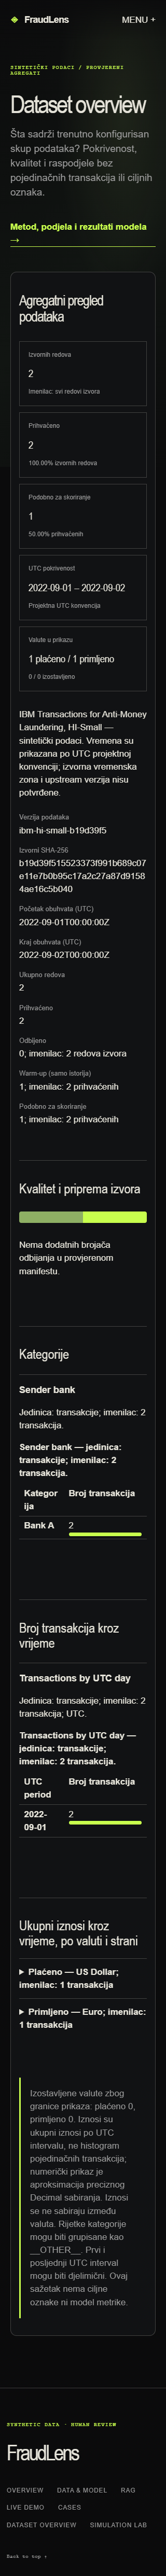 FraudLens
MENU +
SINTETIČKI PODACI / PROVJERENI
AGREGATI
Dataset overview
Šta sadrži trenutno konfigurisan
skup podataka? Pokrivenost,
kvalitet i raspodjele bez
pojedinačnih transakcija ili ciljnih
oznaka.
Metod, podjela i rezultati modela
→
Agregatni pregled
podataka
Izvornih redova
2
Imenilac: svi redovi izvora
Prihvaćeno
2
100.00% izvornih redova
Podobno za skoriranje
1
50.00% prihvaćenih
UTC pokrivenost
2022-09-01 – 2022-09-02
Projektna UTC konvencija
Valute u prikazu
1 plaćeno / 1 primljeno
0 / 0 izostavljeno
IBM Transactions for Anti-Money
Laundering, HI-Small —
sintetički podaci. Vremena su
prikazana po UTC projektnoj
konvenciji; izvorna vremenska
zona i upstream verzija nisu
potvrđene.
Verzija podataka
ibm-hi-small-b19d39f5
Izvorni SHA-256
b19d39f515523373f991b689c07
e11e7b0b95c17a2c27a87d9158
4ae16c5b040
Početak obuhvata (UTC)
2022-09-01T00:00:00Z
Kraj obuhvata (UTC)
2022-09-02T00:00:00Z
Ukupno redova
2
Prihvaćeno
2
Odbijeno
0; imenilac: 2 redova izvora
Warm-up (samo istorija)
1; imenilac: 2 prihvaćenih
Podobno za skoriranje
1; imenilac: 2 prihvaćenih
Kvalitet i priprema izvora
Nema dodatnih brojača
odbijanja u provjerenom
manifestu.
Kategorije
Sender bank
Jedinica: transakcije; imenilac: 2
transakcija.
Sender bank — jedinica:
transakcije; imenilac: 2
transakcija.
Kategor
ija
Broj transakcija
Bank A
2
Broj transakcija kroz
vrijeme
Transactions by UTC day
Jedinica: transakcije; imenilac: 2
transakcija; UTC.
Transactions by UTC day —
jedinica: transakcije;
imenilac: 2 transakcija.
UTC
period
Broj transakcija
2022-
09-01
2
Ukupni iznosi kroz
vrijeme, po valuti i strani
▶ Plaćeno — US Dollar;
imenilac: 1 transakcija
▶ Primljeno — Euro; imenilac:
1 transakcija
Izostavljene valute zbog
granice prikaza: plaćeno 0,
primljeno 0. Iznosi su
ukupni iznosi po UTC
intervalu, ne histogram
pojedinačnih transakcija;
numerički prikaz je
aproksimacija preciznog
Decimal sabiranja. Iznosi
se ne sabiraju između
valuta. Rijetke kategorije
mogu biti grupisane kao
__OTHER__. Prvi i
posljednji UTC interval
mogu biti djelimični. Ovaj
sažetak nema ciljne
oznake ni model metrike.
SYNTHETIC DATA · HUMAN REVIEW
FraudLens
OVERVIEW
DATA & MODEL
RAG
LIVE DEMO
CASES
DATASET OVERVIEW
SIMULATION LAB
Back to top ↑